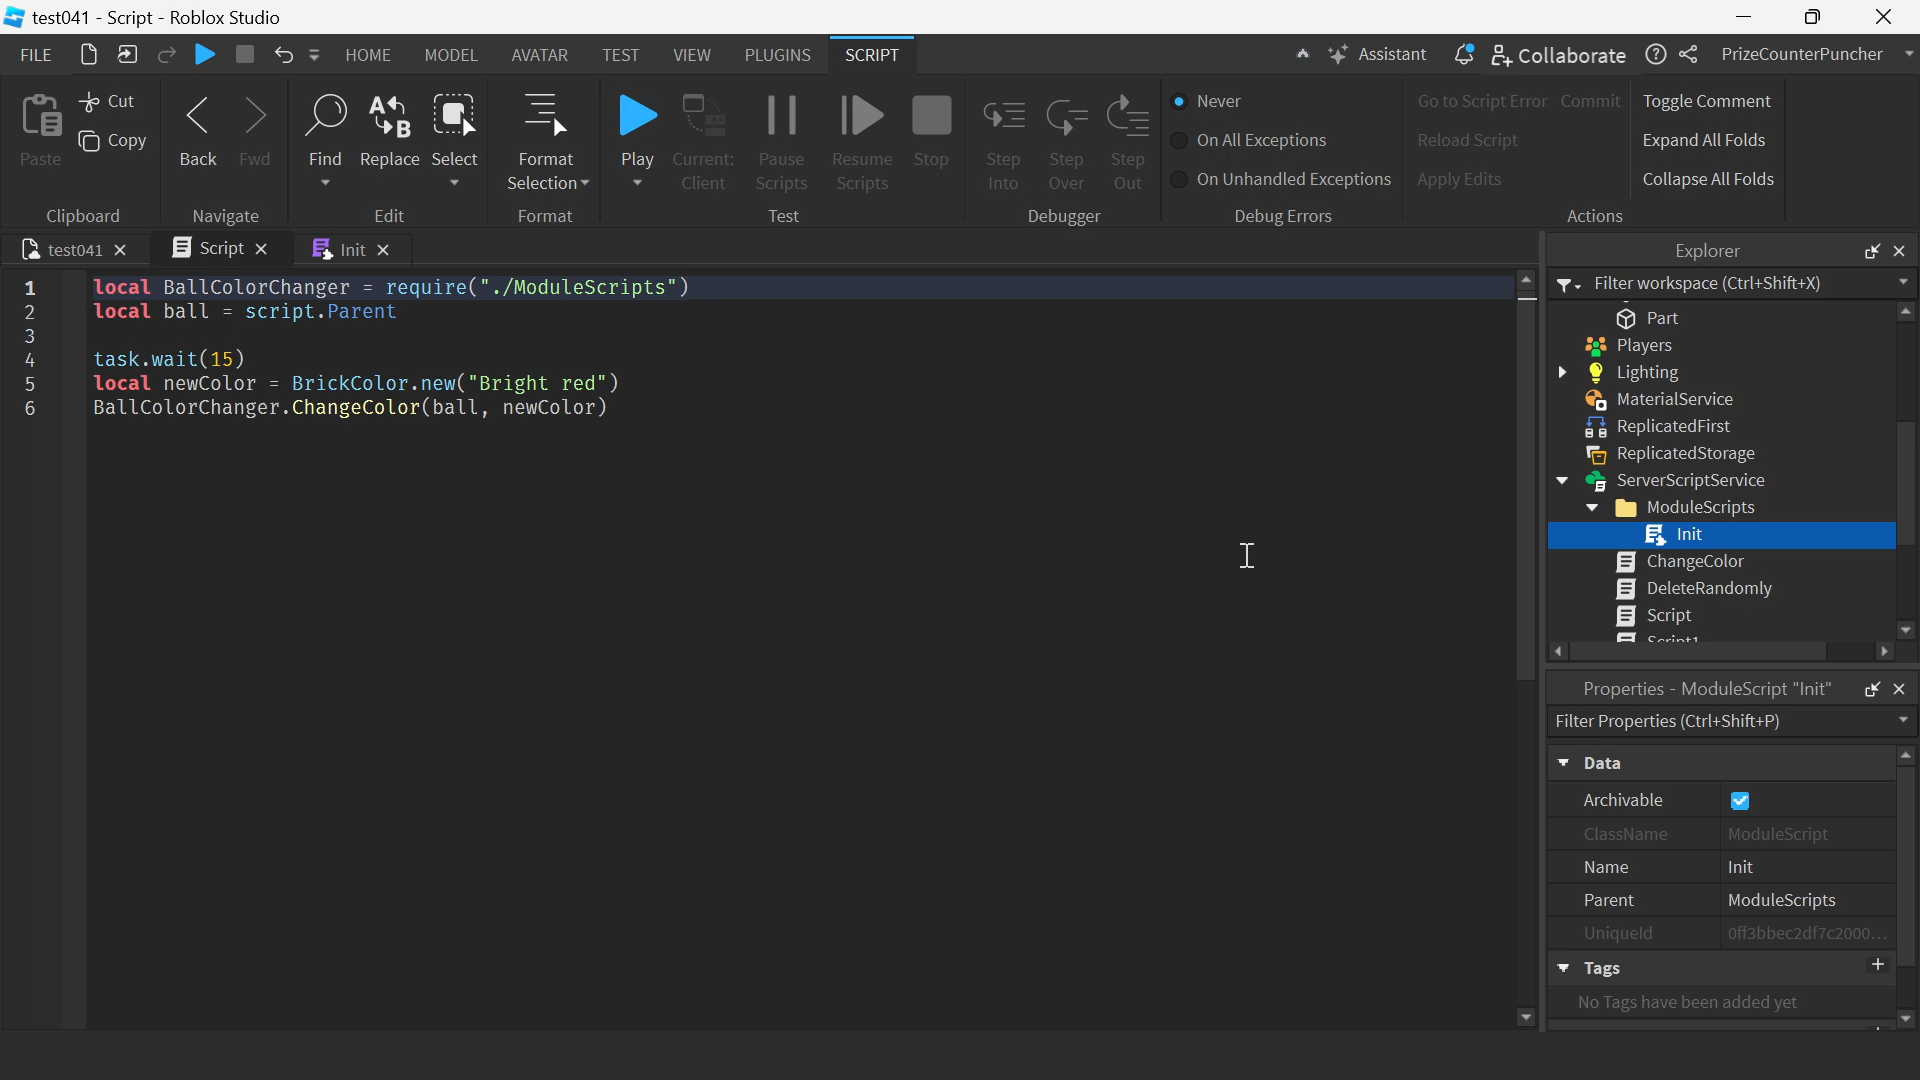 test041 - Script - Roblox Studio
FILE HOME MODEL AVATAR TEST VIEW PLUGINS SCRIPT Assistant Collaborate PrizeCounterPuncher
Paste Cut Copy
Clipboard
Back Fwd
Navigate
Find Replace Select
Edit
Format Selection
Format
Play Current: Client Pause Scripts Resume Scripts Stop
Test
Step Into Step Over Step Out
Debugger
Never
On All Exceptions
On Unhandled Exceptions
Debug Errors
Go to Script Error Commit
Reload Script
Apply Edits
Toggle Comment
Expand All Folds
Collapse All Folds
Actions
test041 Script Init
1 local BallColorChanger = require("./ModuleScripts")
2 local ball = script.Parent
3
4 task.wait(15)
5 local newColor = BrickColor.new("Bright red")
6 BallColorChanger.ChangeColor(ball, newColor)
Explorer
Filter workspace (Ctrl+Shift+X)
Part
Players
Lighting
MaterialService
ReplicatedFirst
ReplicatedStorage
ServerScriptService
ModuleScripts
Init
ChangeColor
DeleteRandomly
Script
Script1
Properties - ModuleScript "Init"
Filter Properties (Ctrl+Shift+P)
Data
Archivable
ClassName ModuleScript
Name Init
Parent ModuleScripts
UniqueId 0ff3bbec2df7c2000...
Tags
No Tags have been added yet